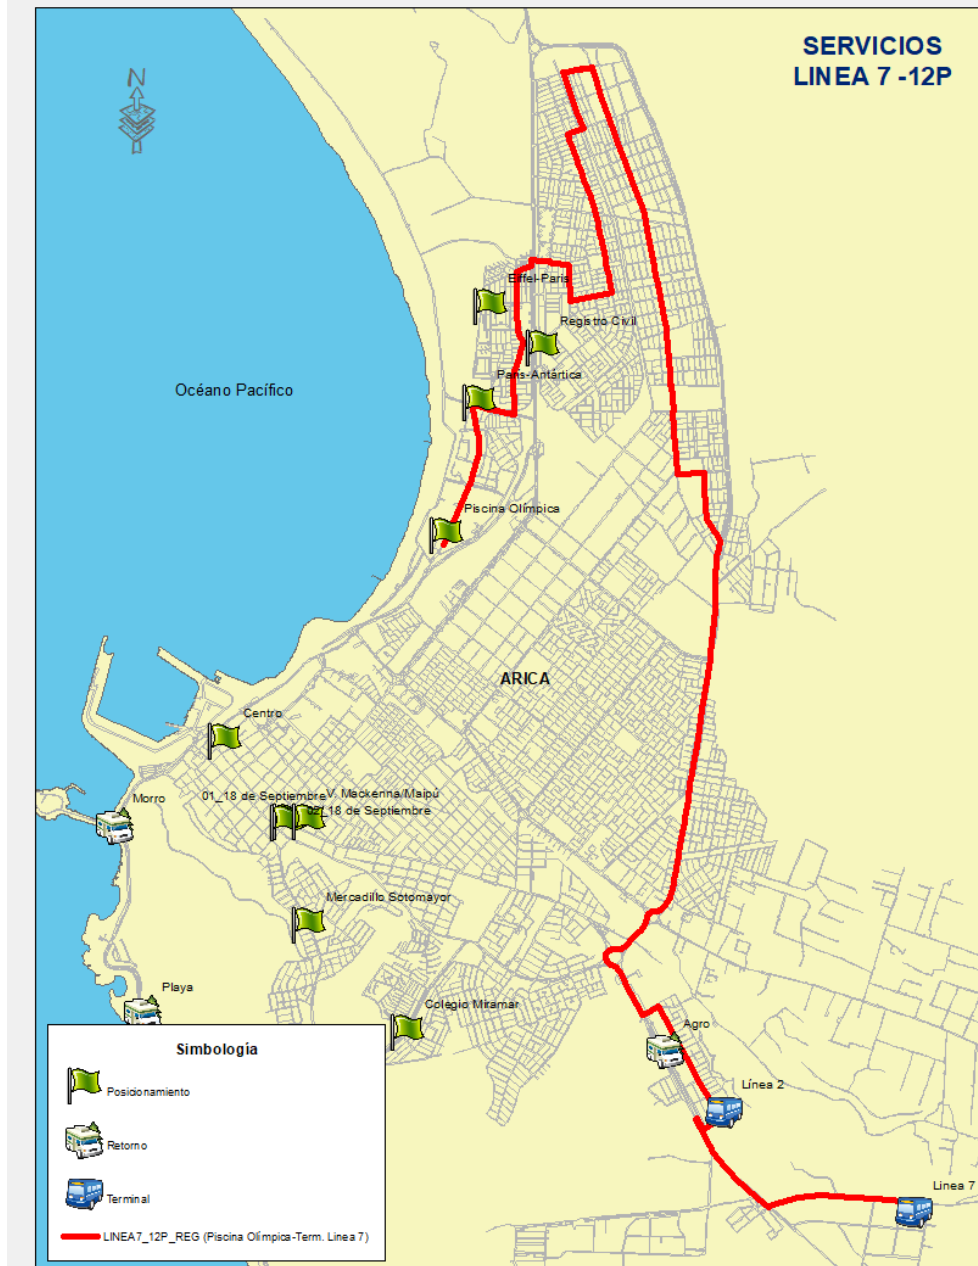 SERVICIOS
LINEA 7 -12P
N
Eiffel-Paris
Registro Civil
París-Antártica
Océano Pacífico
Piscina Olímpica
ARICA
Centro
Morro
01_18 de Septiembre
V. Mackenna/Maipú
02_18 de Septiembre
Mercadillo Sotomayor
Playa
Colegio Miramar
Agro
Línea 2
Linea 7
Simbología
Posicionamiento
Retorno
Terminal
LINEA7_12P_REG (Piscina Olímpica-Term. Linea 7)